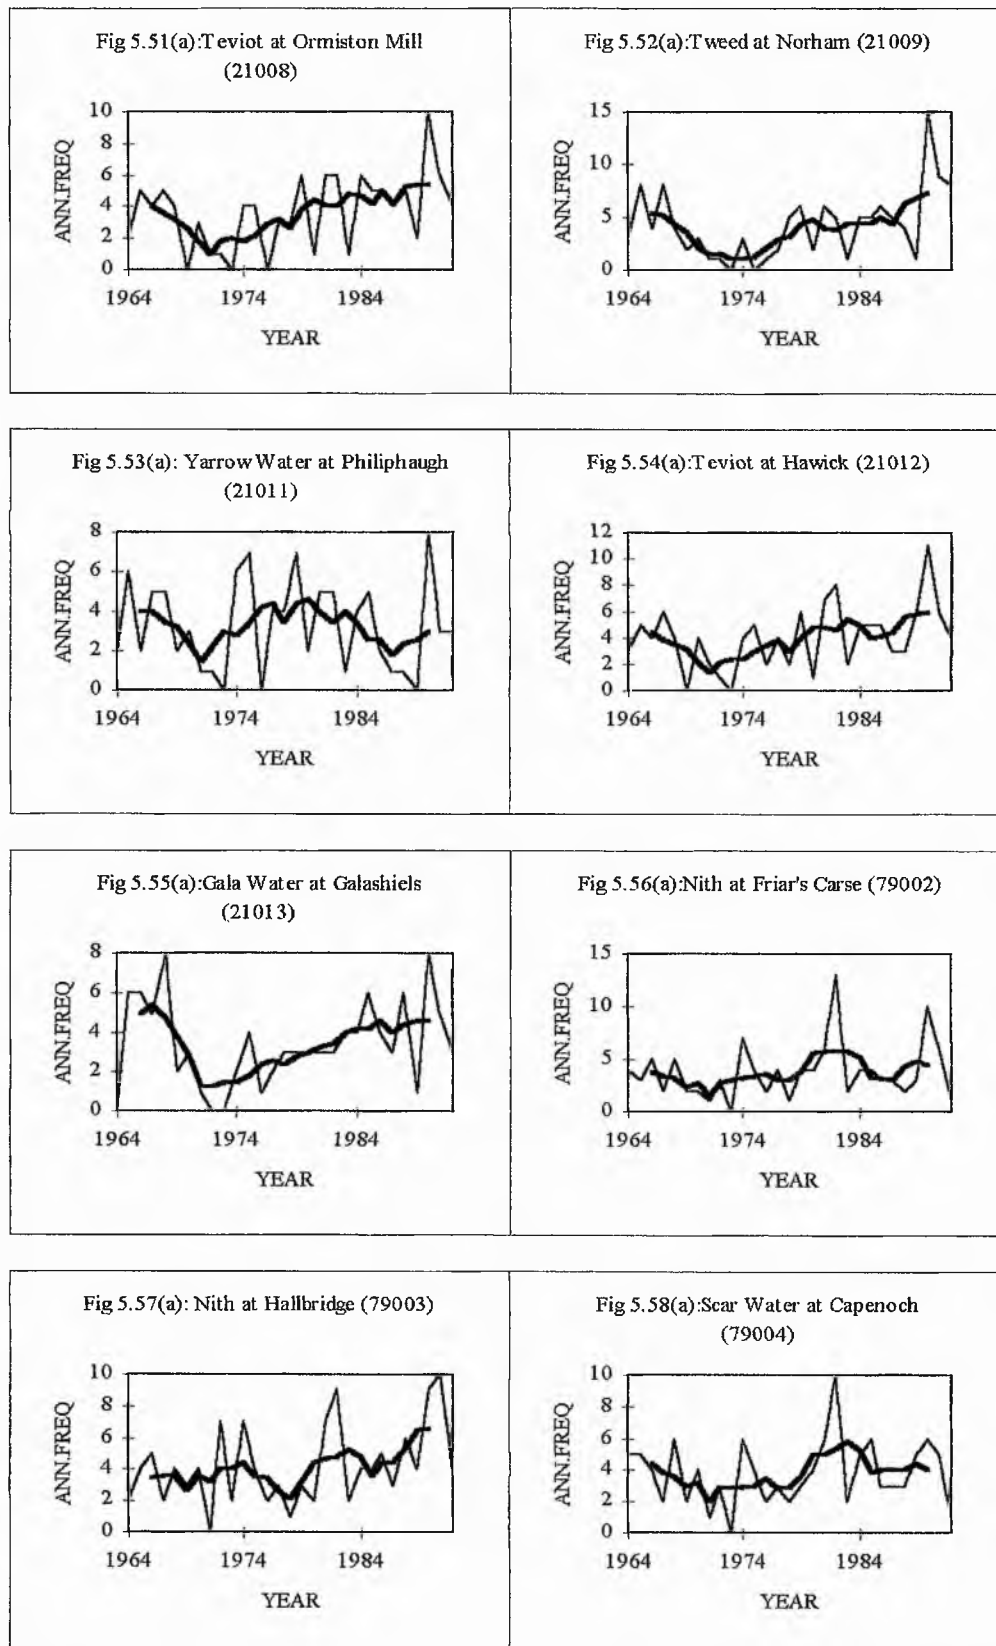 Fig 5.51(a):Teviot at Ormiston Mill
(21008)
10
8
6
4
2
0
ANN.FREQ
1964
1974
1984
YEAR
Fig 5.52(a):Tweed at Norham (21009)
15
10
5
0
ANN.FREQ
1964
1974
1984
YEAR
Fig 5.53(a): Yarrow Water at Philiphaugh
(21011)
8
6
4
2
0
ANN.FREQ
1964
1974
1984
YEAR
Fig 5.54(a):Teviot at Hawick (21012)
12
10
8
6
4
2
0
ANN.FREQ
1964
1974
1984
YEAR
Fig 5.55(a):Gala Water at Galashiels
(21013)
8
6
4
2
0
ANN.FREQ
1964
1974
1984
YEAR
Fig 5.56(a):Nith at Friar's Carse (79002)
15
10
5
0
ANN.FREQ
1964
1974
1984
YEAR
Fig 5.57(a): Nith at Hallbridge (79003)
10
8
6
4
2
0
ANN.FREQ
1964
1974
1984
YEAR
Fig 5.58(a):Scar Water at Capenoch
(79004)
10
8
6
4
2
0
ANN.FREQ
1964
1974
1984
YEAR